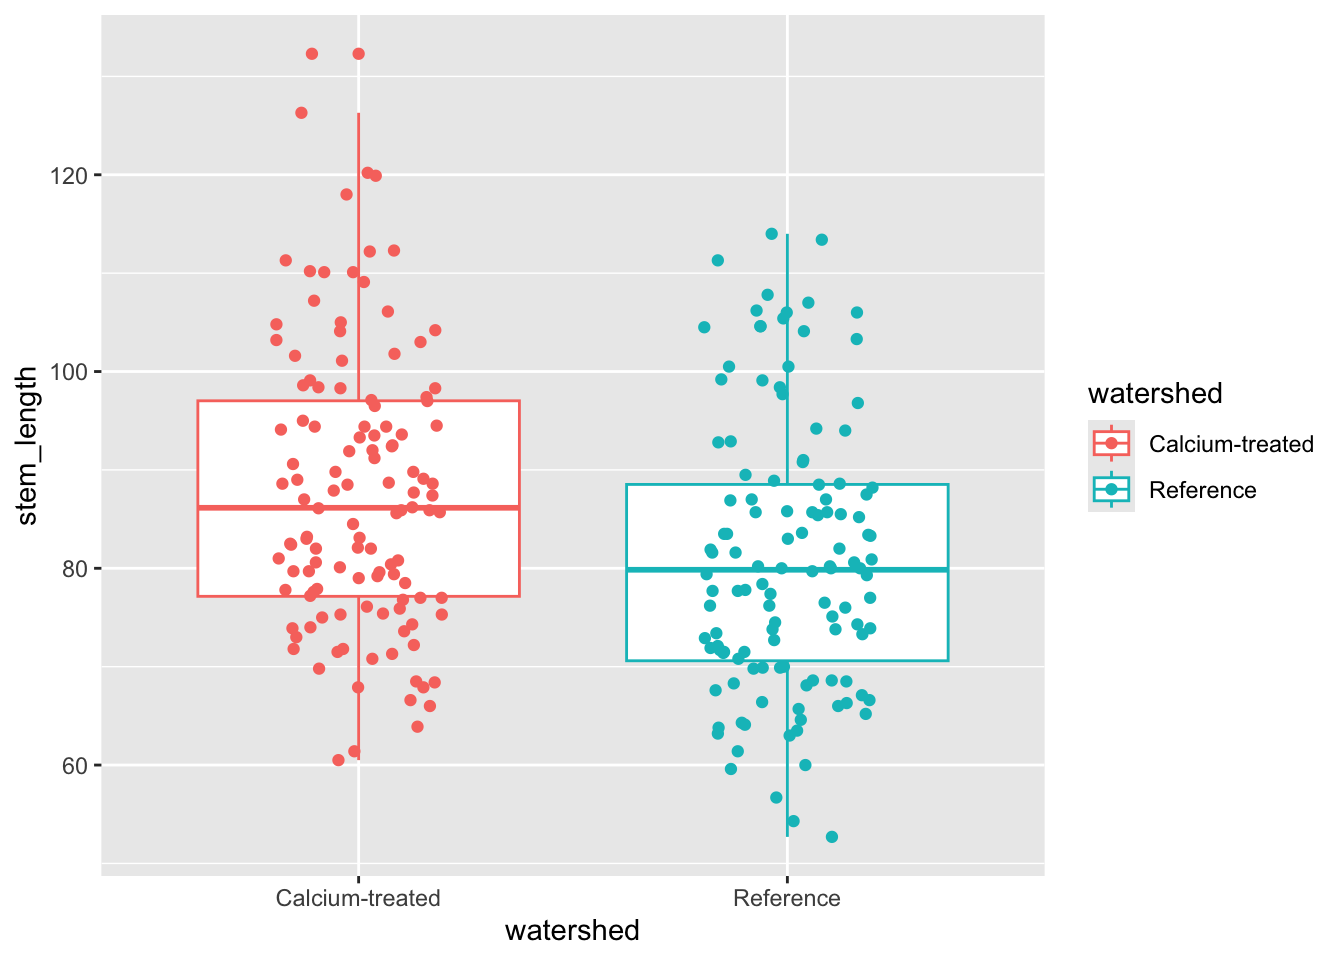 stem_length
120
100
80
60
Calcium-treated
Reference
watershed
watershed
Calcium-treated
Reference